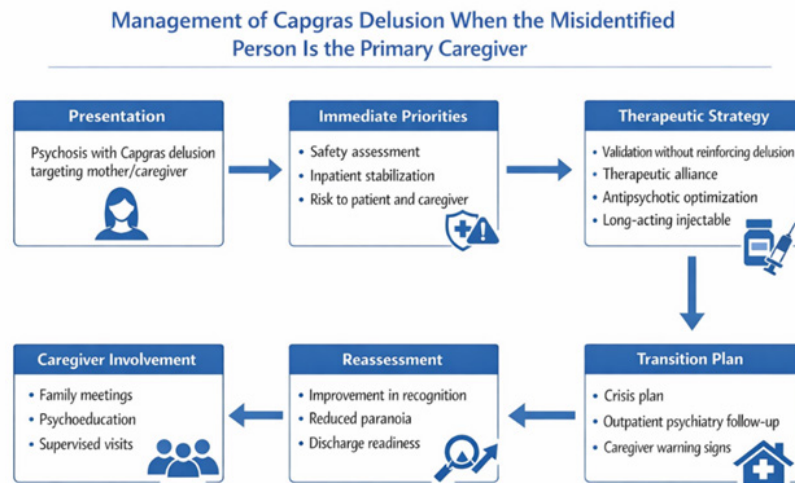 Management of Capgras Delusion When the Misidentified
Person Is the Primary Caregiver
Presentation
Psychosis with Capgras delusion
targeting mother/caregiver
Immediate Priorities
• Safety assessment
• Inpatient stabilization
• Risk to patient and caregiver
Therapeutic Strategy
• Validation without reinforcing delusion
• Therapeutic alliance
• Antipsychotic optimization
• Long-acting injectable
Transition Plan
• Crisis plan
• Outpatient psychiatry follow-up
• Caregiver warning signs
Reassessment
• Improvement in recognition
• Reduced paranoia
• Discharge readiness
Caregiver Involvement
• Family meetings
• Psychoeducation
• Supervised visits